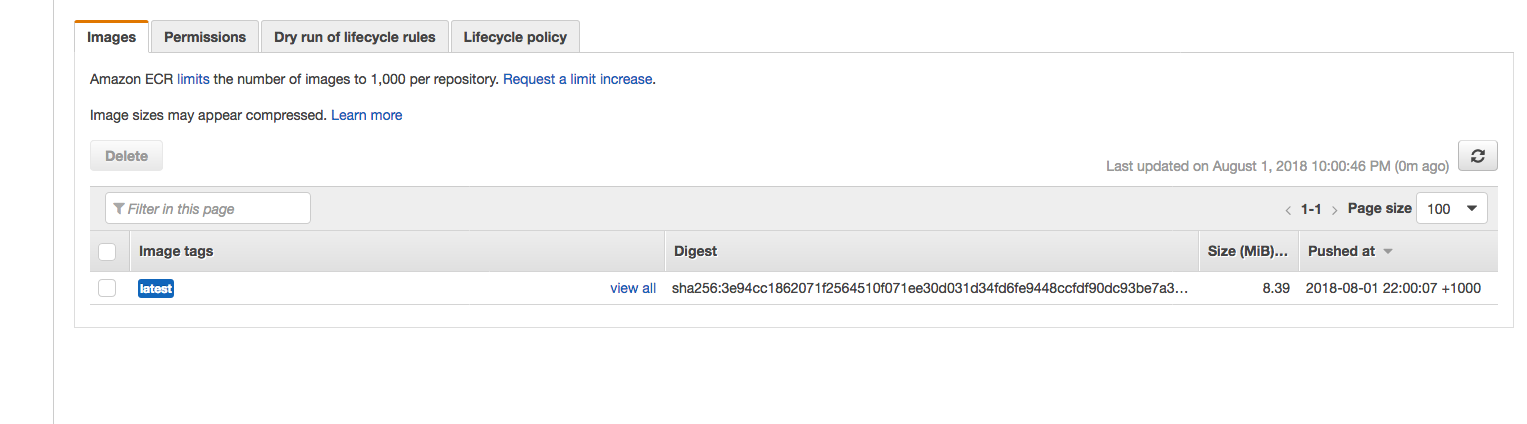 Images Permissions Dry run of lifecycle rules Lifecycle policy
Amazon ECR limits the number of images to 1,000 per repository. Request a limit increase.
Image sizes may appear compressed. Learn more
Delete
Last updated on August 1, 2018 10:00:46 PM (0m ago)
Filter in this page
1-1 Page size 100
Image tags Digest Size (MiB)... Pushed at
latest view all sha256:3e94cc1862071f2564510f071ee30d031d34fd6fe9448ccfdf90dc93be7a3... 8.39 2018-08-01 22:00:07 +1000